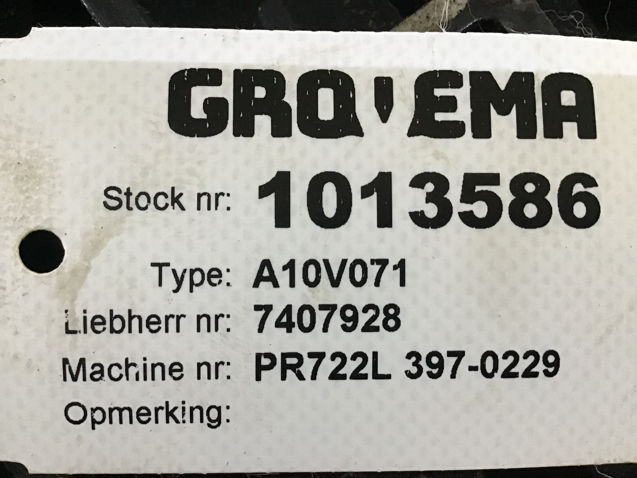 GROVEMA
Stock nr: 1013586
Type: A10V071
Liebherr nr: 7407928
Machine nr: PR722L 397-0229
Opmerking: